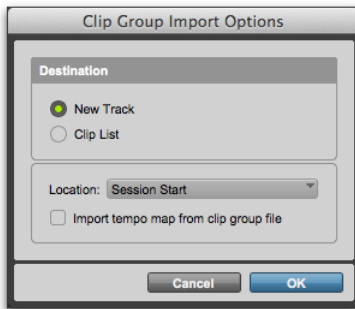 Clip Group Import Options
Destination
New Track
Clip List
Location: Session Start
Import tempo map from clip group file
Cancel OK